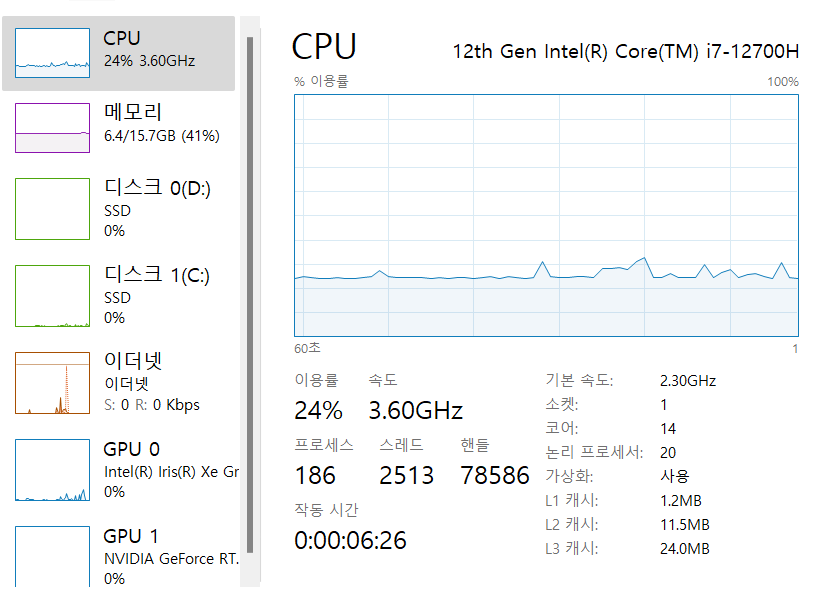 CPU
24% 3.60GHz
메모리
6.4/15.7GB (41%)
디스크 0(D:)
SSD
0%
디스크 1(C:)
SSD
0%
이더넷
이더넷
S: 0 R: 0 Kbps
GPU 0
Intel(R) Iris(R) Xe Gr
0%
GPU 1
NVIDIA GeForce RT.
0%
CPU
12th Gen Intel(R) Core(TM) i7-12700H
% 이용률
100%
60초
1
이용률 속도
24% 3.60GHz
프로세스 스레드 핸들
186 2513 78586
작동 시간
0:00:06:26
기본 속도: 2.30GHz
소켓: 1
코어: 14
논리 프로세서: 20
가상화: 사용
L1 캐시: 1.2MB
L2 캐시: 11.5MB
L3 캐시: 24.0MB